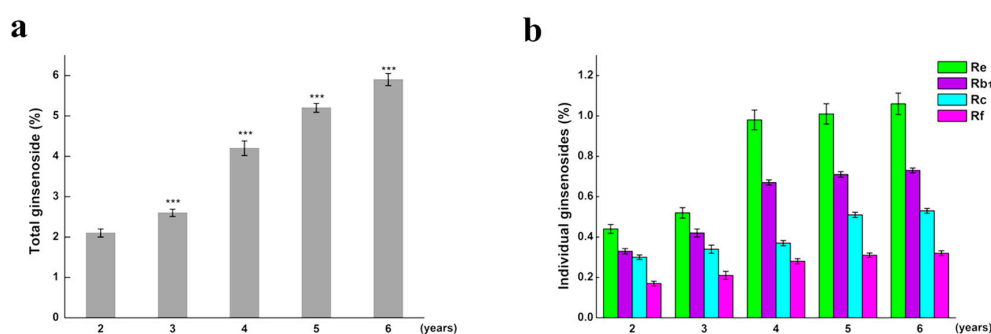 a
Total ginsenoside (%)
6
5
4
3
2
1
0
***
***
***
***
2 3 4 5 6 (years)
b
Individual ginsenosides (%)
1.2
1.0
0.8
0.6
0.4
0.2
0.0
Re
Rb₁
Rc
Rf
2 3 4 5 6 (years)